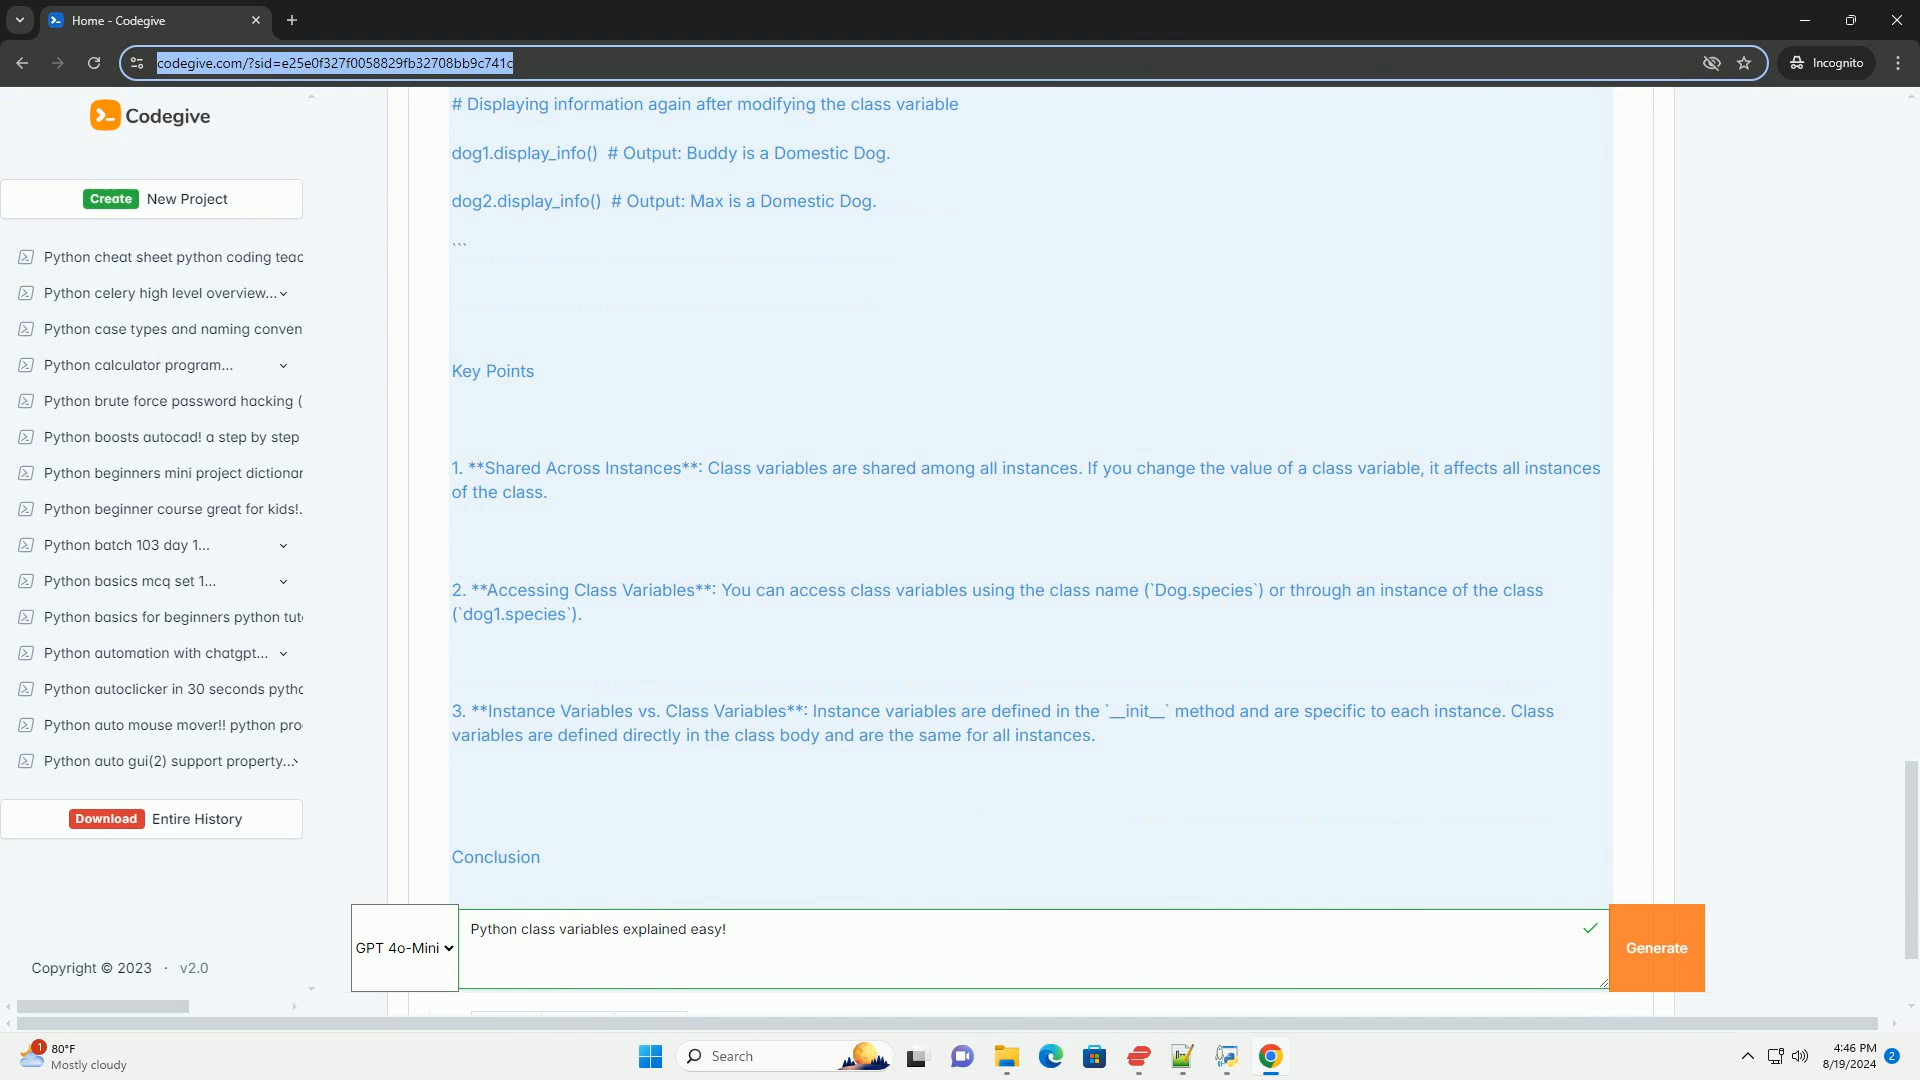 Home - Codegive
codegive.com/?sid=e25e0f327f0058829fb32708bb9c741c
Incognito
Codegive
Create New Project
Python cheat sheet python coding teac
Python celery high level overview...
Python case types and naming conven
Python calculator program...
Python brute force password hacking (
Python boosts autocad! a step by step
Python beginners mini project dictionar
Python beginner course great for kids!.
Python batch 103 day 1...
Python basics mcq set 1...
Python basics for beginners python tuto
Python automation with chatgpt...
Python autoclicker in 30 seconds pytho
Python auto mouse mover!! python pro
Python auto gui(2) support property...
Download Entire History
Copyright © 2023 · v2.0
# Displaying information again after modifying the class variable
dog1.display_info() # Output: Buddy is a Domestic Dog.
dog2.display_info() # Output: Max is a Domestic Dog.
```
Key Points
1. **Shared Across Instances**: Class variables are shared among all instances. If you change the value of a class variable, it affects all instances
of the class.
2. **Accessing Class Variables**: You can access class variables using the class name (`Dog.species`) or through an instance of the class
(`dog1.species`).
3. **Instance Variables vs. Class Variables**: Instance variables are defined in the `__init__` method and are specific to each instance. Class
variables are defined directly in the class body and are the same for all instances.
Conclusion
GPT 4o-Mini
Python class variables explained easy!
Generate
1
80°F
Mostly cloudy
Search
4:46 PM
8/19/2024
2